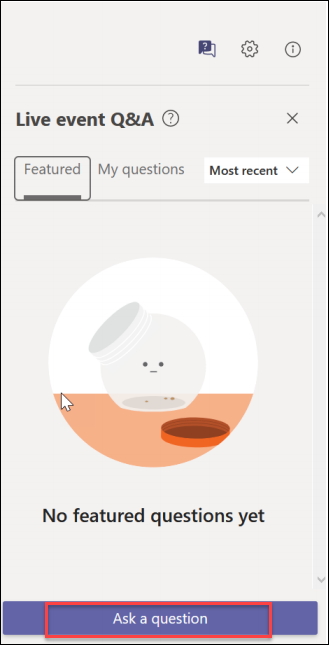 Live event Q&A
Featured My questions Most recent
No featured questions yet
Ask a question